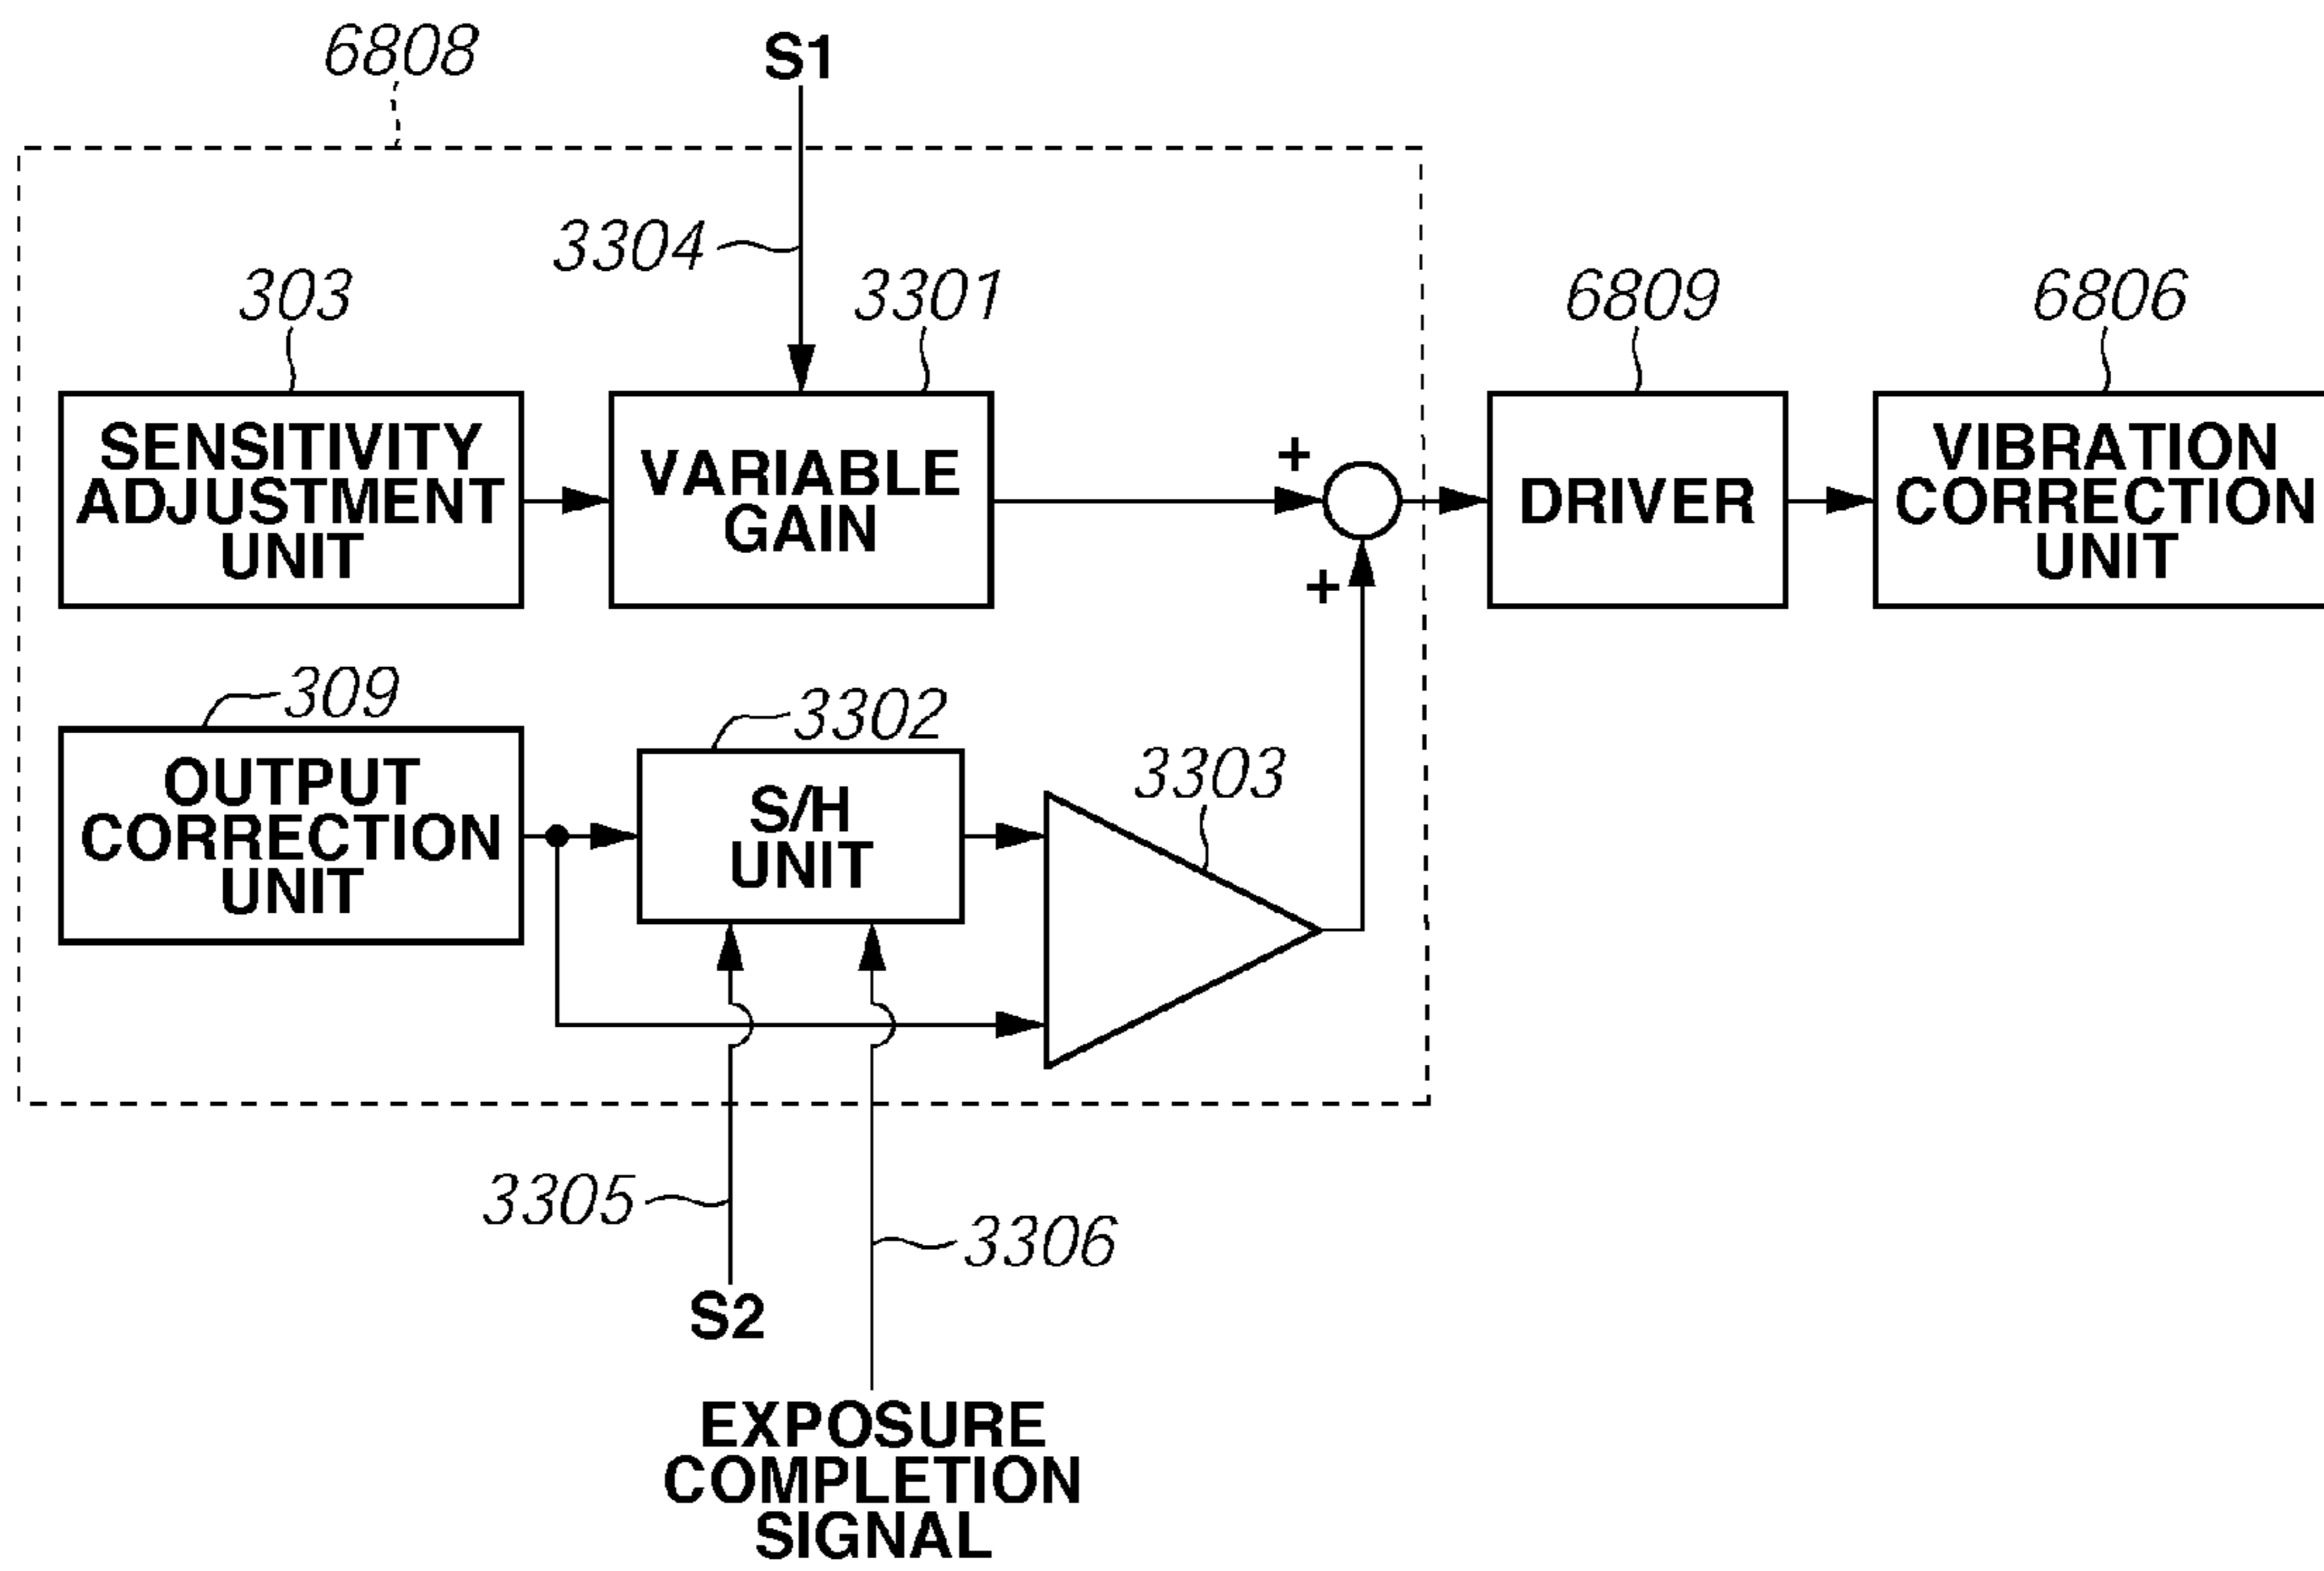 6808
S1
3304
303
3301
6809
6806
SENSITIVITY
ADJUSTMENT
UNIT
VARIABLE
GAIN
+
+
DRIVER
VIBRATION
CORRECTION
UNIT
309
3302
3303
OUTPUT
CORRECTION
UNIT
S/H
UNIT
3305
3306
S2
EXPOSURE
COMPLETION
SIGNAL